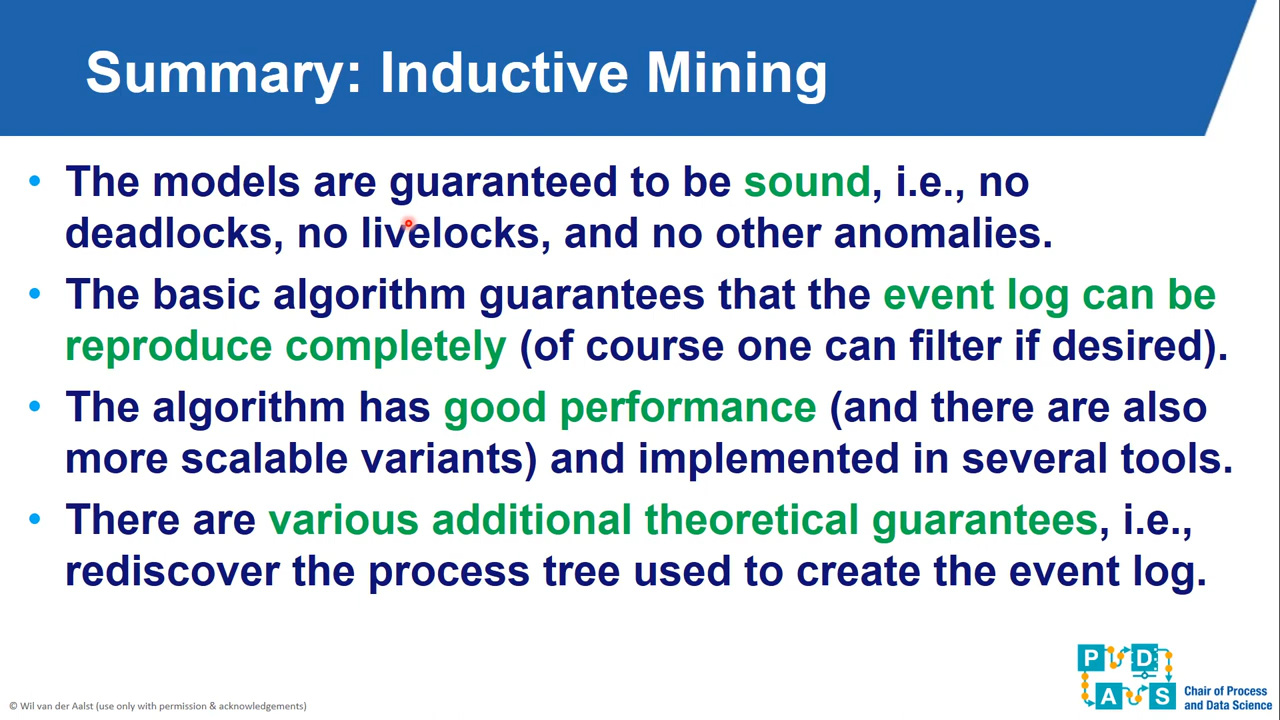 Summary: Inductive Mining
• The models are guaranteed to be sound, i.e., no
deadlocks, no livelocks, and no other anomalies.
• The basic algorithm guarantees that the event log can be
reproduce completely (of course one can filter if desired).
• The algorithm has good performance (and there are also
more scalable variants) and implemented in several tools.
• There are various additional theoretical guarantees, i.e.,
rediscover the process tree used to create the event log.
P D
A S
Chair of Process
and Data Science
© Wil van der Aalst (use only with permission & acknowledgements)